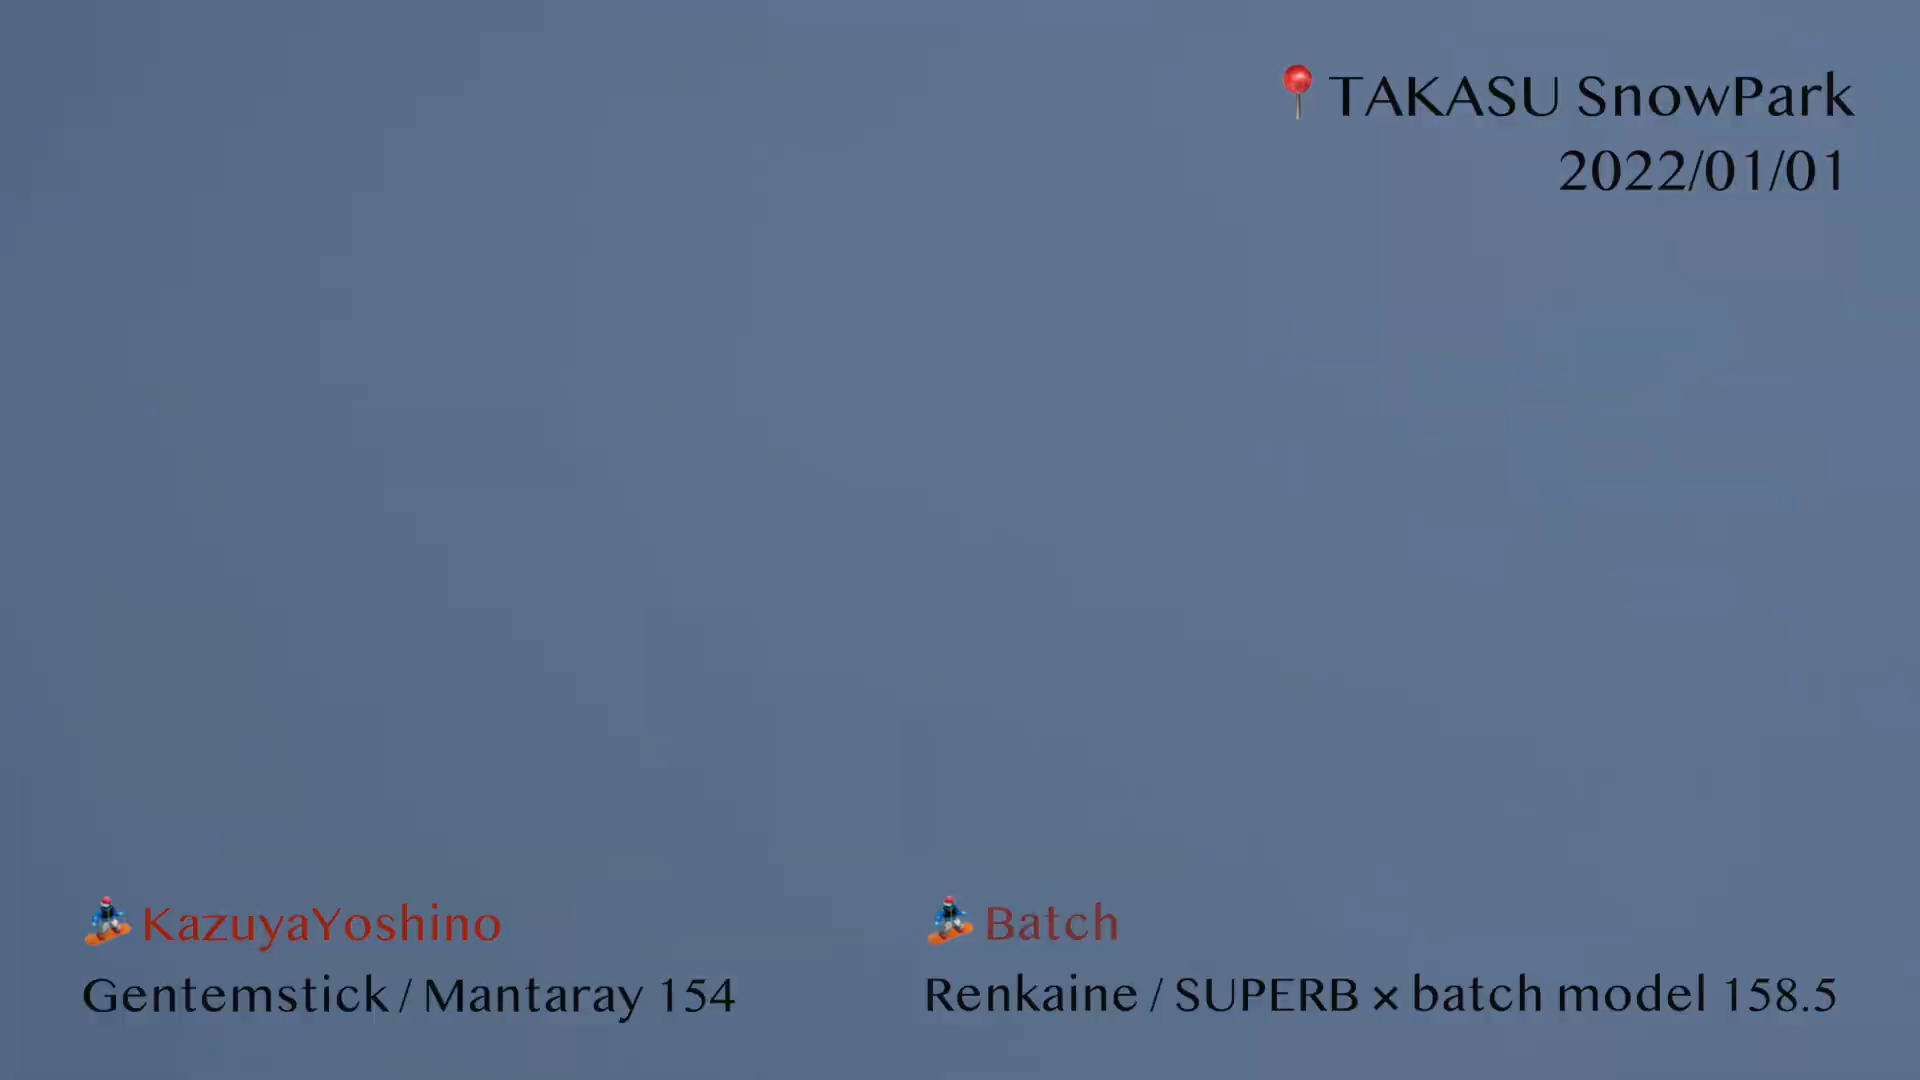 📍TAKASU SnowPark
2022/01/01
🏂KazuyaYoshino
Gentemstick / Mantaray 154
🏂Batch
Renkaine / SUPERB × batch model 158.5